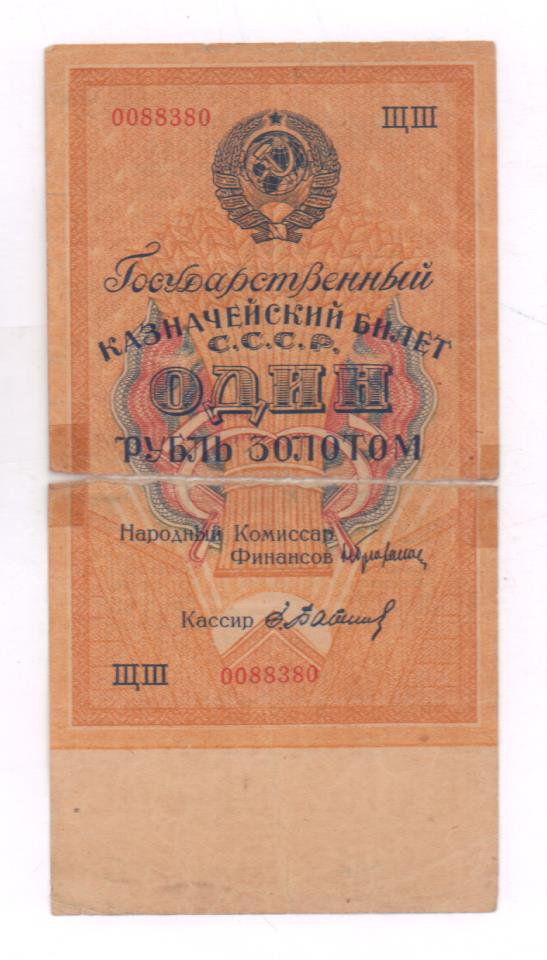 0088380 ЩШ
Государственный
КАЗНАЧЕЙСКИЙ БИЛЕТ
С.С.С.Р.
ОДИН
РУБЛЬ ЗОЛОТОМ
Народный Комиссар
Финансов
Кассир
ЩШ 0088380